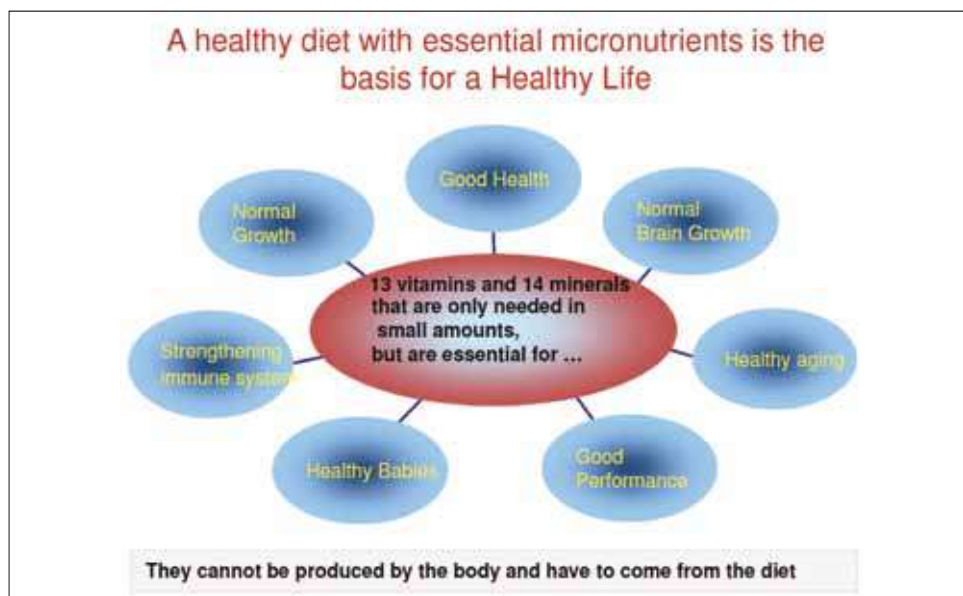 A healthy diet with essential micronutrients is the
basis for a Healthy Life
Good Health
Normal
Growth
Normal
Brain Growth
13 vitamins and 14 minerals
that are only needed in
small amounts,
but are essential for ...
Strengthening
immune system
Healthy aging
Healthy Babies
Good
Performance
They cannot be produced by the body and have to come from the diet